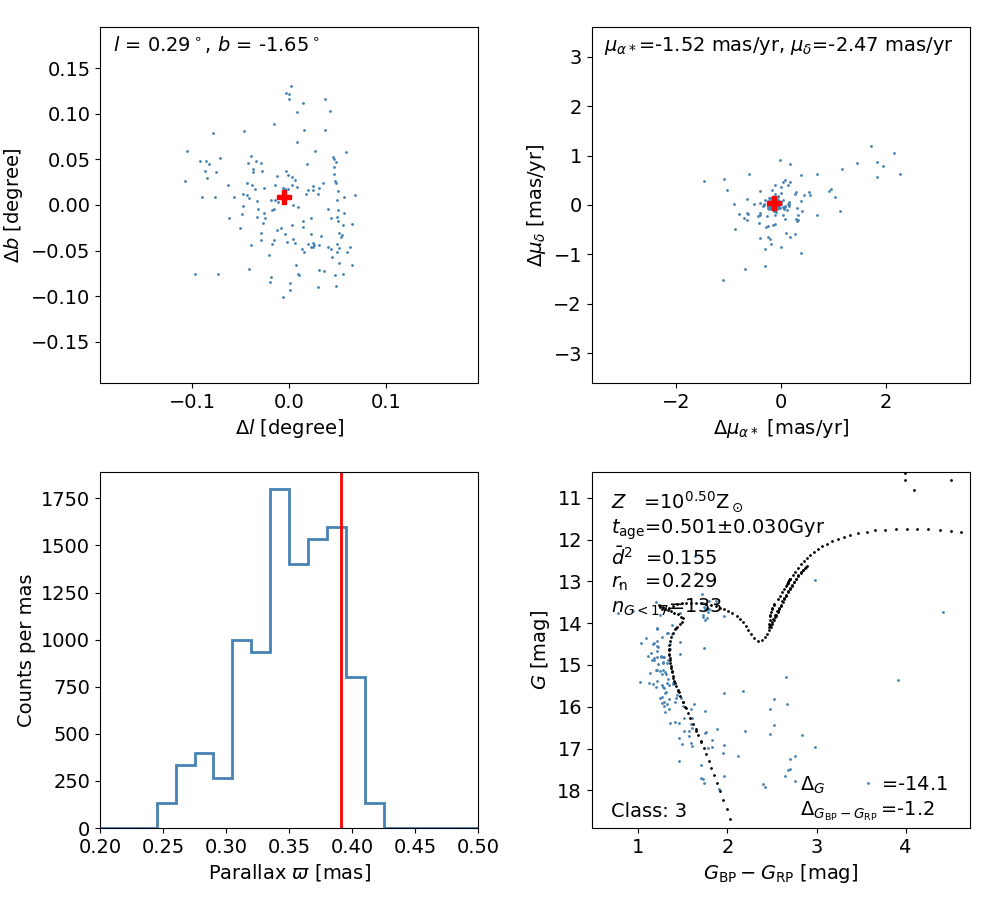 l = 0.29°, b = -1.65°
0.15
0.10
0.05
0.00
−0.05
−0.10
−0.15
−0.1
0.0
0.1
Δb [degree]
Δl [degree]
μα*=-1.52 mas/yr, μδ=-2.47 mas/yr
3
2
1
0
−1
−2
−3
−2
0
2
Δμδ [mas/yr]
Δμα* [mas/yr]
1750
1500
1250
1000
750
500
250
0
0.20
0.25
0.30
0.35
0.40
0.45
0.50
Counts per mas
Parallax ϖ [mas]
Z =10^0.50 Z⊙
t_age=0.501±0.030Gyr
d̄² =0.155
r_n =0.229
n_G<17=133
11
12
13
14
15
16
17
18
1
2
3
4
G [mag]
Δ_G =-14.1
Class: 3
Δ_G_BP−G_RP =-1.2
G_BP − G_RP [mag]